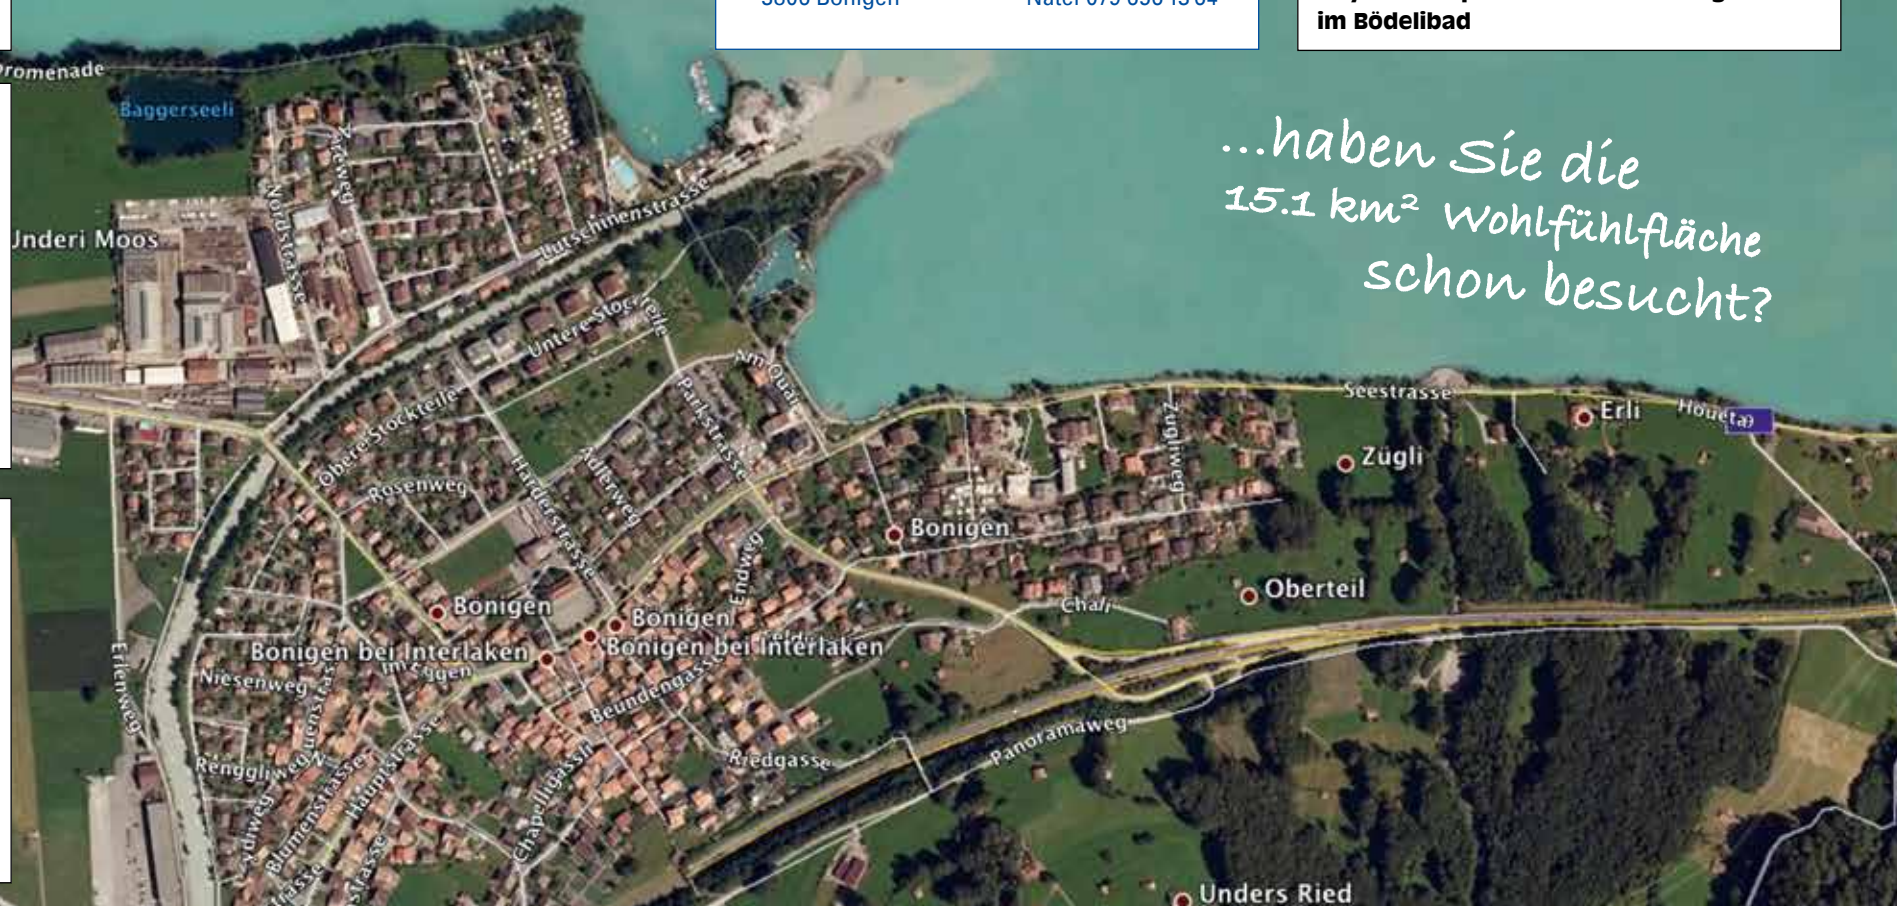 im Bödelibad
romenade
Baggerseeli
...haben Sie die
15.1 km² Wohlfühlfläche
schon besucht?
Nordstrasse
Lütschinenstrasse
Underi Moos
Untere Stockteile
Am Quai
Parkstrasse
Obere Stockteile
Seestrasse
Erli
Zügliweg
Zügli
Rosenweg
Harderstrasse
Adlerweg
Bönigen
Endweg
Oberteil
Bönigen
Bönigen
Chali
Bönigen bei Interlaken
Bönigen bei Interlaken
Im Eggen
Erlenweg
Niesenweg
Beundengasse
Panoramaweg
Riedgasse
Renggliweg
Hauptstrasse
Blumenstrasse
Chapelligässli
Unders Ried